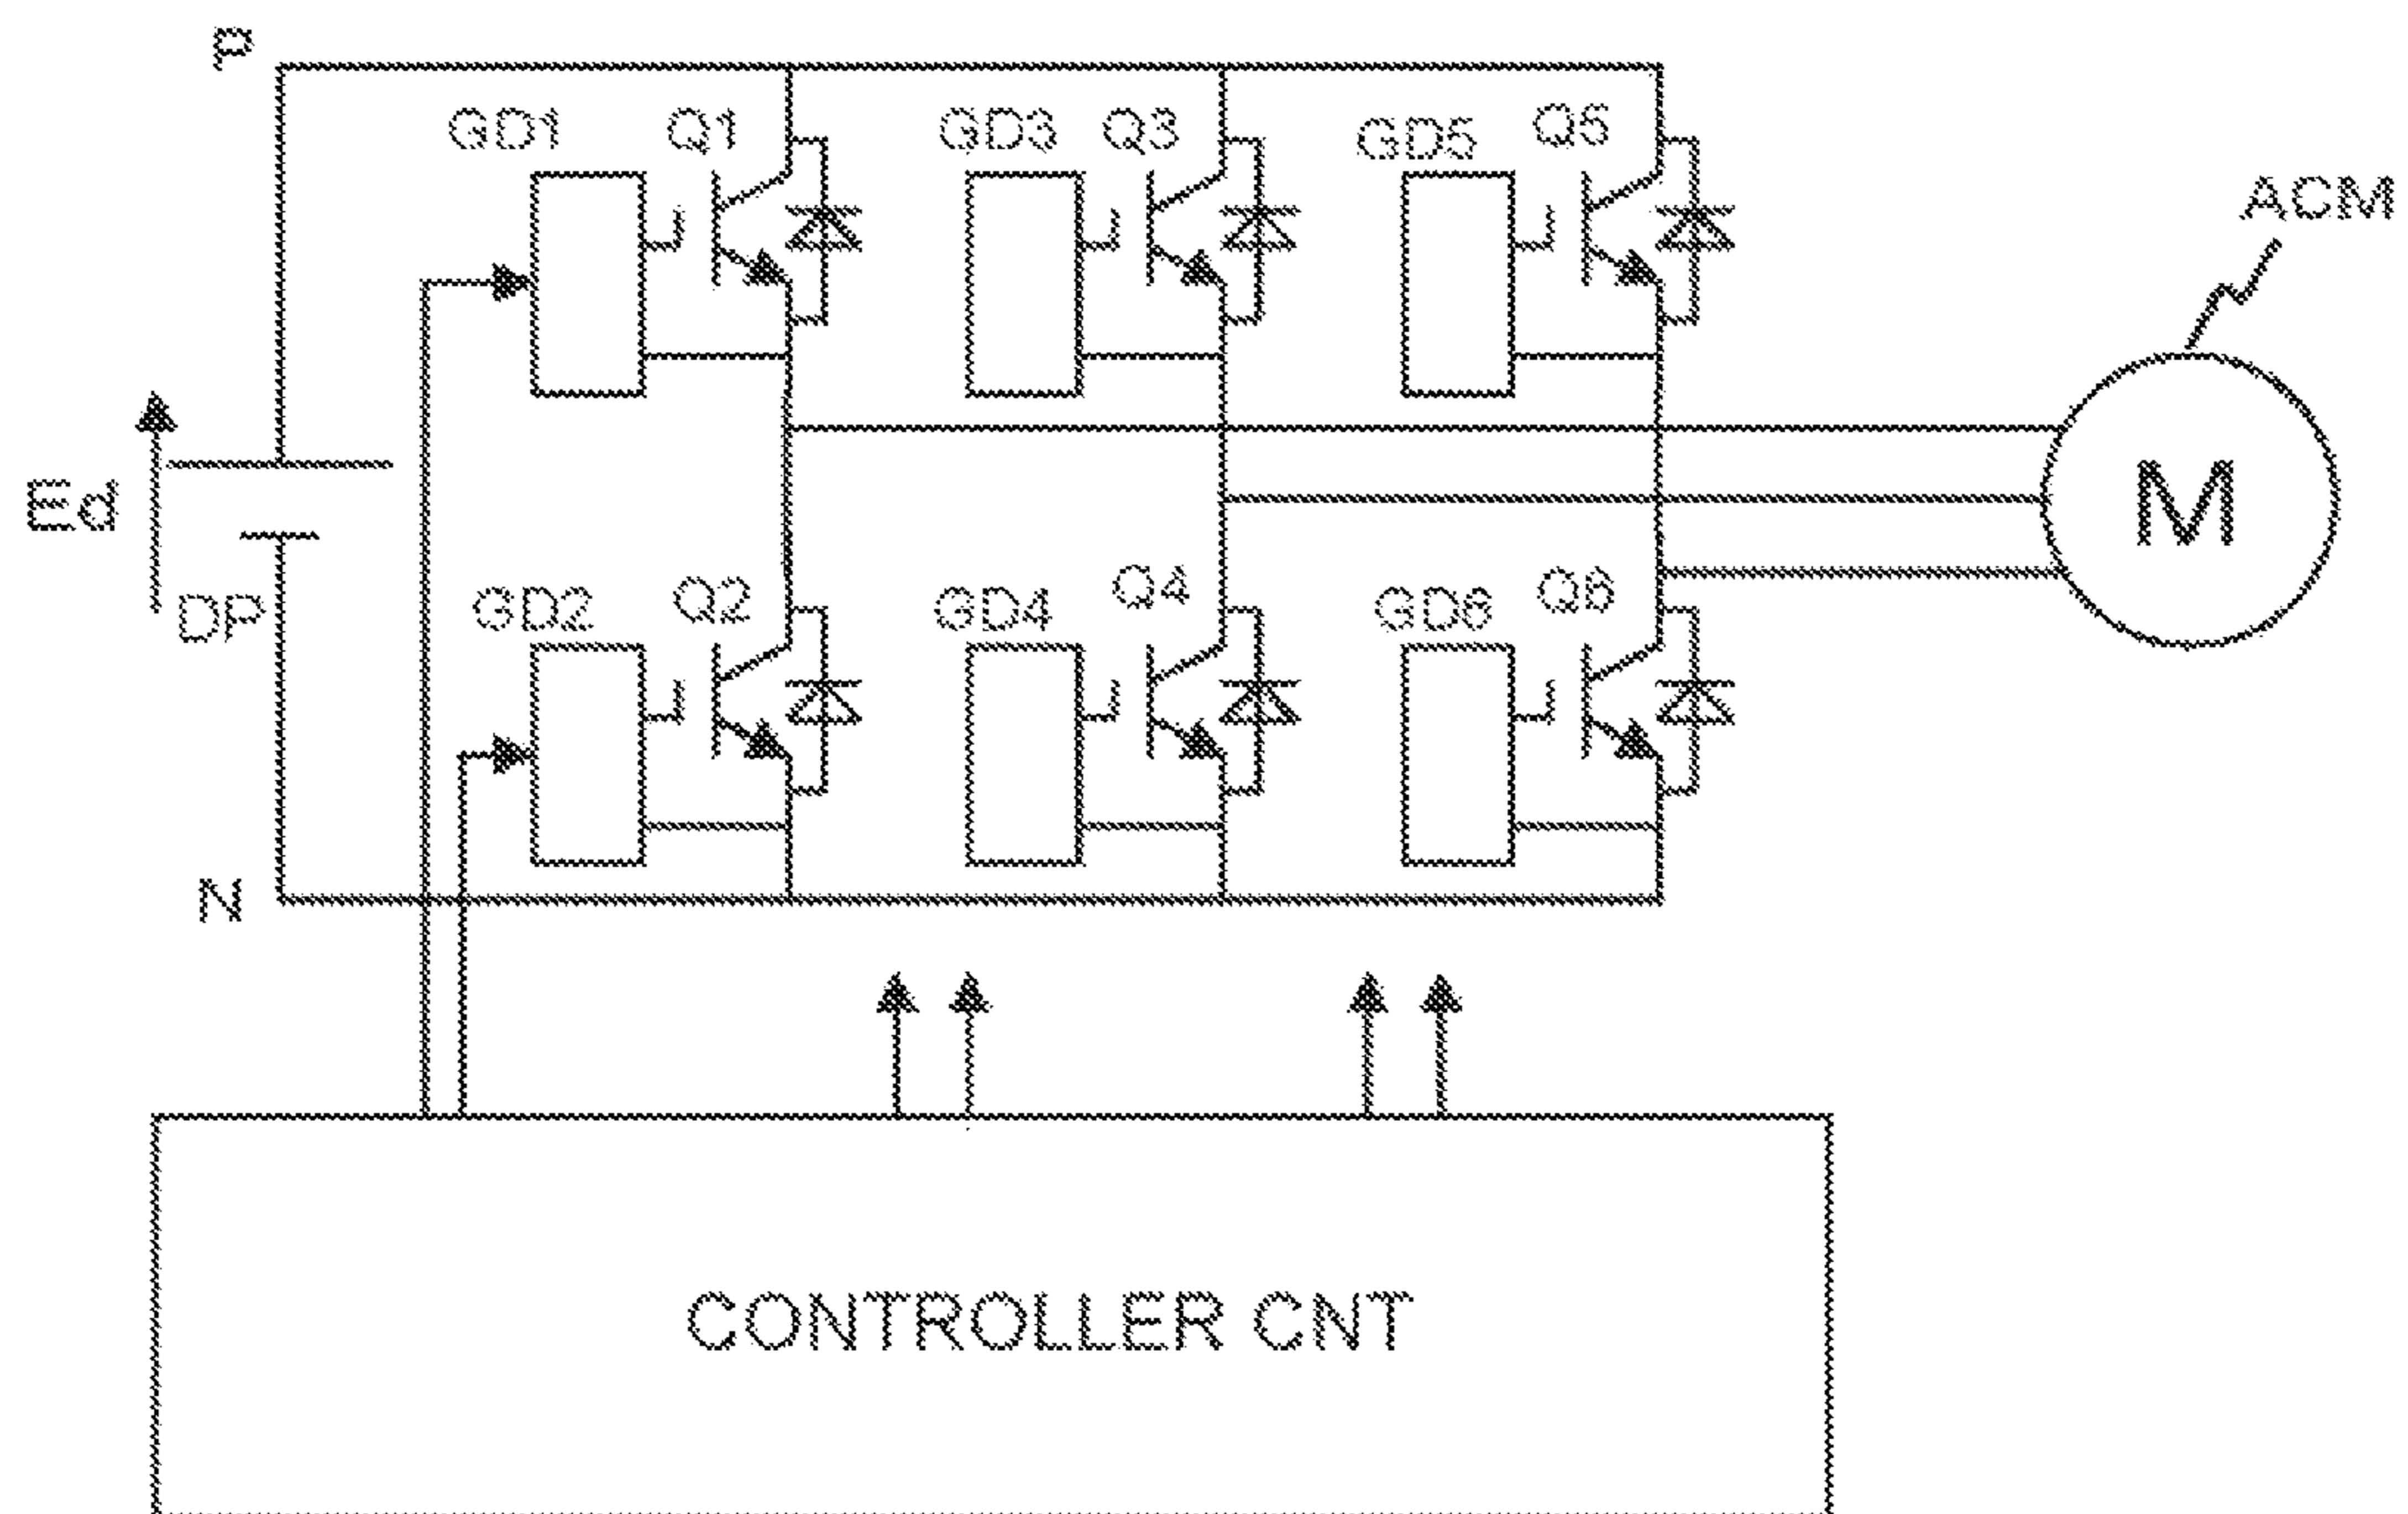 P
GD1 Q1 GD3 Q3 GD5 Q5
ACM
Ed
M
DP
GD2 Q2 GD4 Q4 GD6 Q6
N
CONTROLLER CNT